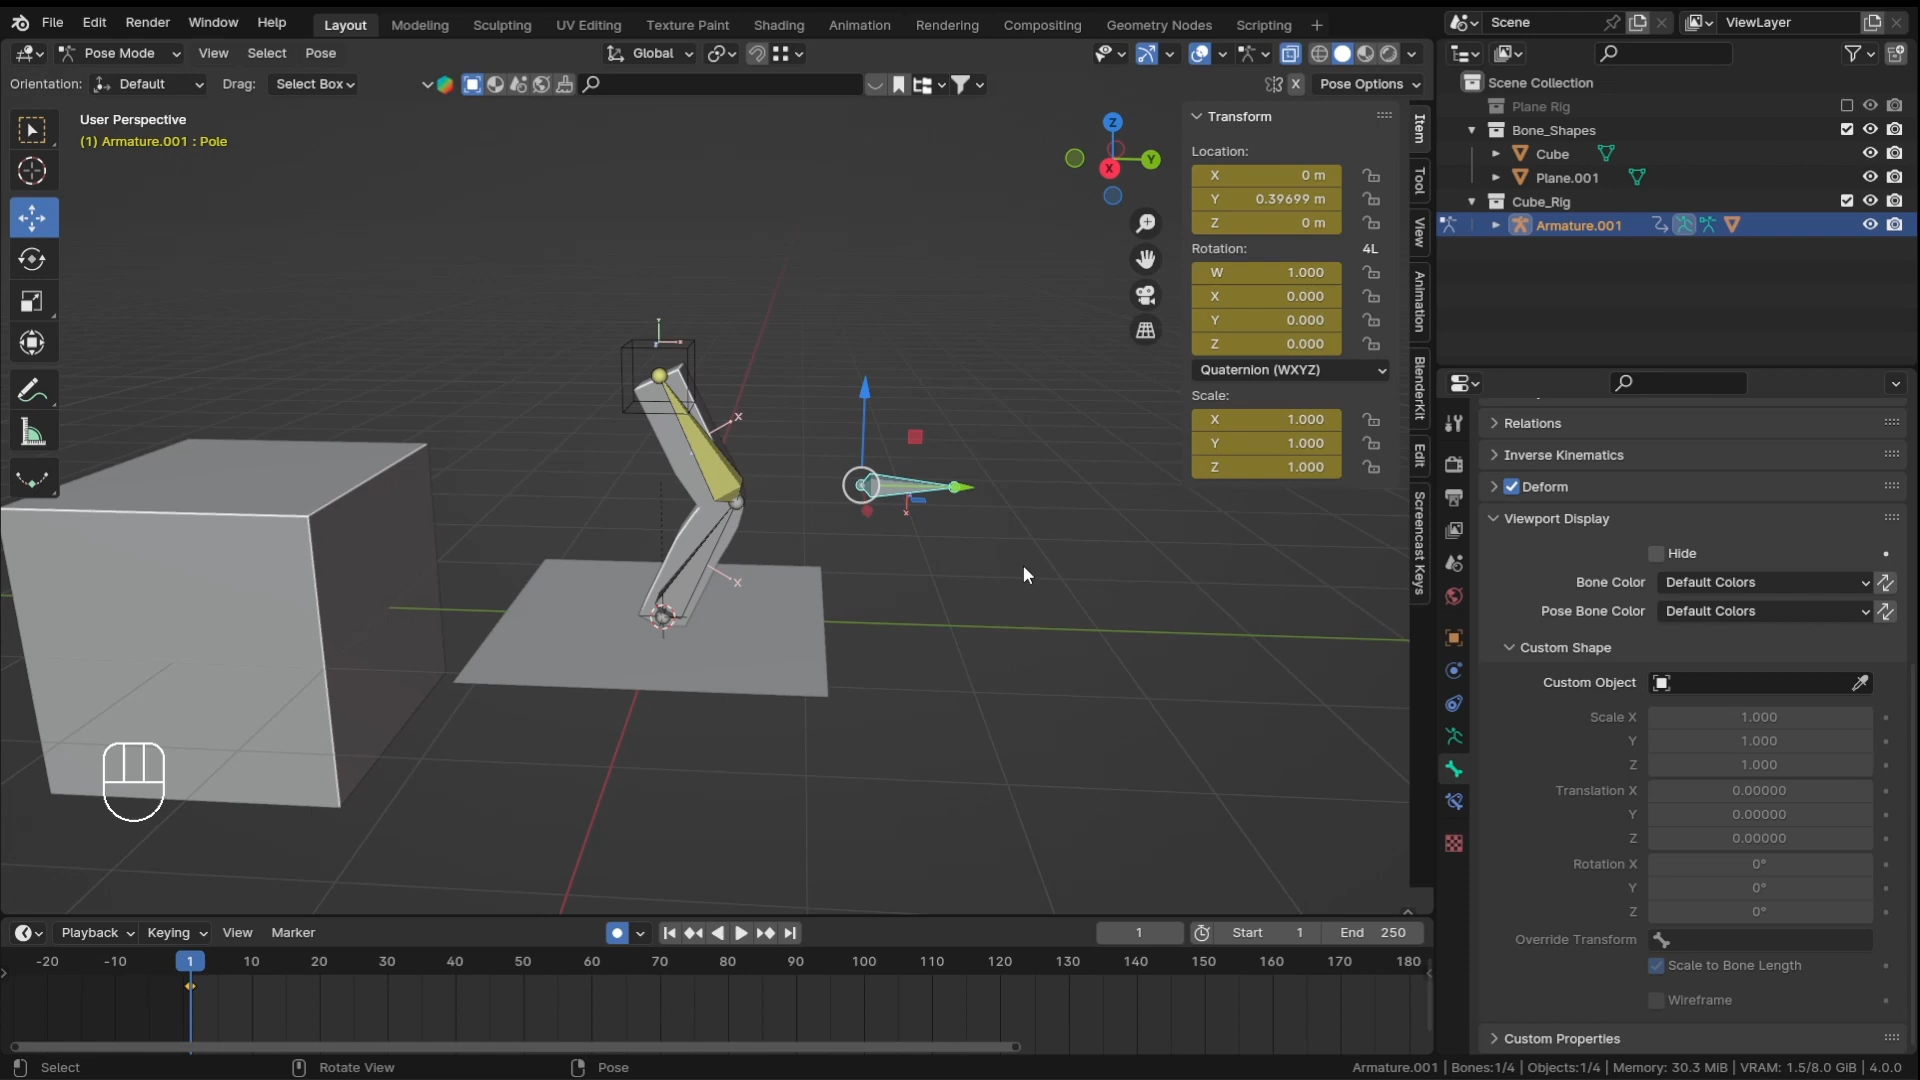 File Edit Render Window Help Layout Modeling Sculpting UV Editing Texture Paint Shading Animation Rendering Compositing Geometry Nodes Scripting + Scene ViewLayer
Pose Mode View Select Pose Global
Orientation: Default Drag: Select Box X Pose Options
User Perspective
(1) Armature.001 : Pole
Z
Y
X
Transform
Location:
X 0 m
Y 0.39699 m
Z 0 m
Rotation: 4L
W 1.000
X 0.000
Y 0.000
Z 0.000
Quaternion (WXYZ)
Scale:
X 1.000
Y 1.000
Z 1.000
Item
Tool
View
Animation
BlenderKit
Edit
Screencast Keys
Scene Collection
Plane Rig
Bone_Shapes
Cube
Plane.001
Cube_Rig
Armature.001
Relations
Inverse Kinematics
Deform
Viewport Display
Hide
Bone Color Default Colors
Pose Bone Color Default Colors
Custom Shape
Custom Object
Scale X 1.000
Y 1.000
Z 1.000
Translation X 0.00000
Y 0.00000
Z 0.00000
Rotation X 0°
Y 0°
Z 0°
Override Transform
Scale to Bone Length
Wireframe
Custom Properties
Playback Keying View Marker 1 Start 1 End 250
-20 -10 1 10 20 30 40 50 60 70 80 90 100 110 120 130 140 150 160 170 180
Select Rotate View Pose Armature.001 | Bones:1/4 | Objects:1/4 | Memory: 30.3 MiB | VRAM: 1.5/8.0 GiB | 4.0.0